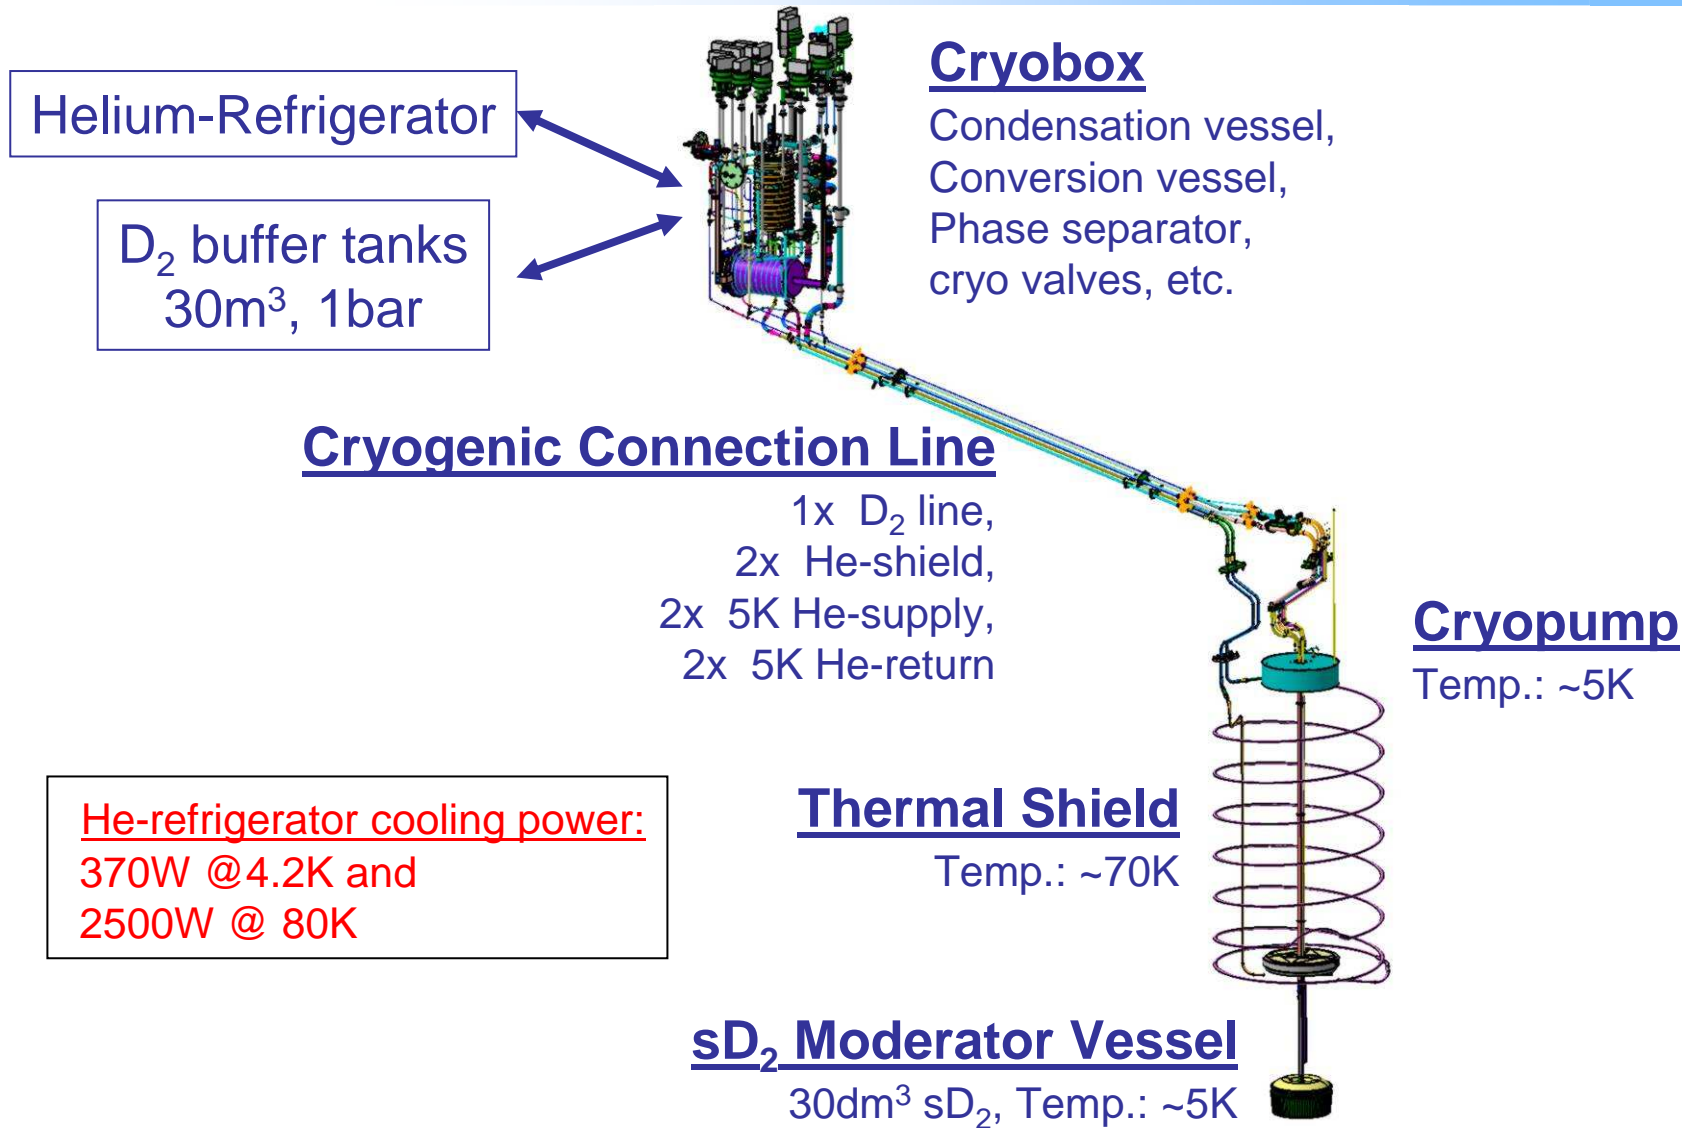 Cryobox
Condensation vessel,
Conversion vessel,
Phase separator,
cryo valves, etc.
Helium-Refrigerator
D₂ buffer tanks
30m³, 1bar
Cryogenic Connection Line
1x D₂ line,
2x He-shield,
2x 5K He-supply,
2x 5K He-return
Cryopump
Temp.: ~5K
Thermal Shield
Temp.: ~70K
He-refrigerator cooling power:
370W @4.2K and
2500W @ 80K
sD₂ Moderator Vessel
30dm³ sD₂, Temp.: ~5K